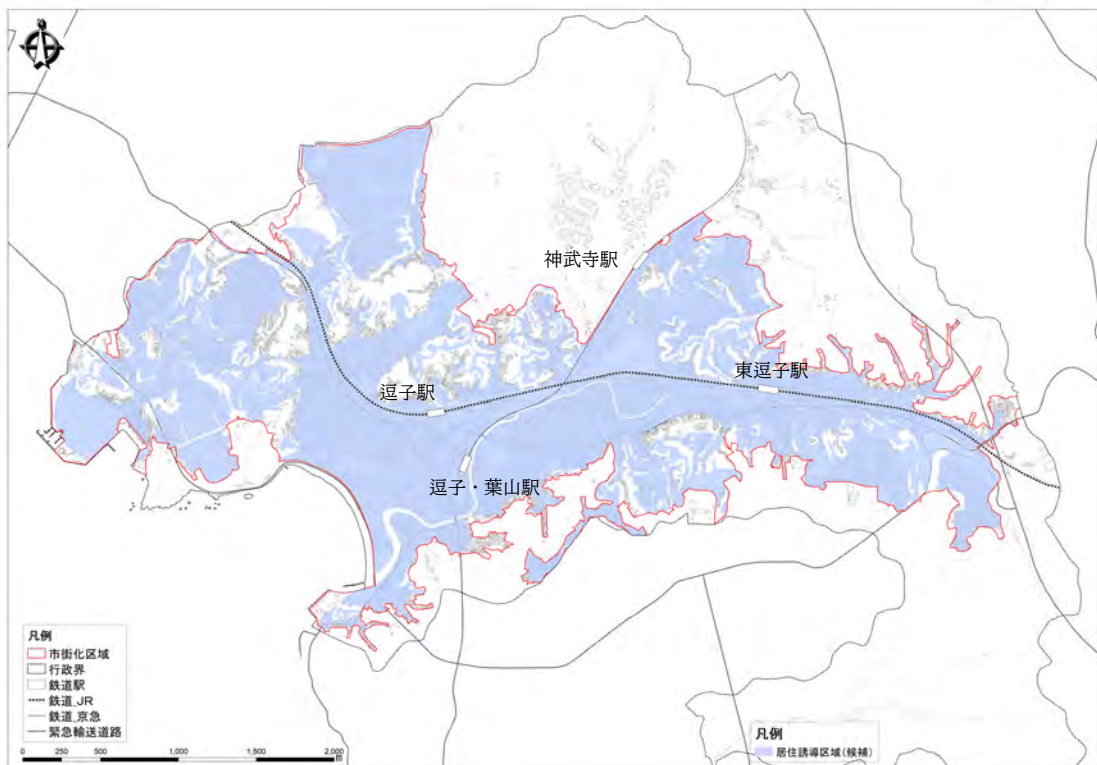 神武寺駅
東逗子駅
逗子駅
逗子・葉山駅
凡例
市街化区域
行政界
鉄道駅
鉄道_JR
鉄道_京急
緊急輸送道路
0 250 500 1,000 1,500 2,000
m
凡例
居住誘導区域(候補)